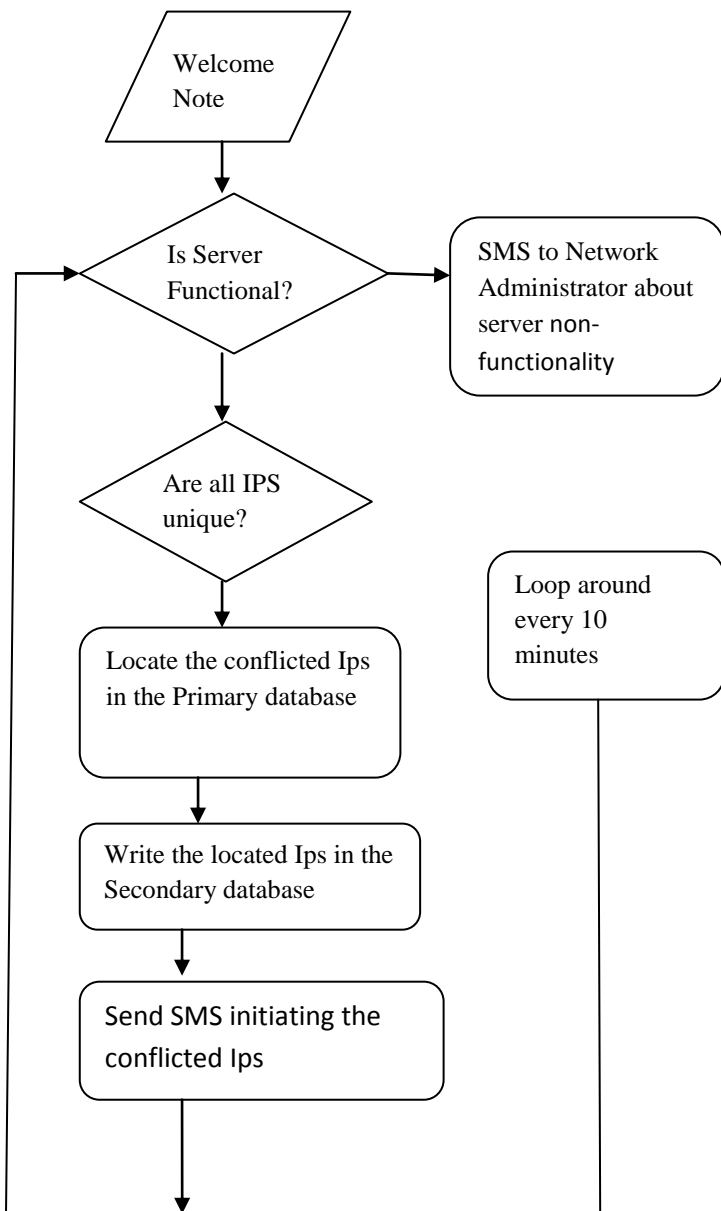 Welcome
Note
Is Server
Functional?
SMS to Network
Administrator about
server non-
functionality
Are all IPS
unique?
Loop around
every 10
minutes
Locate the conflicted Ips
in the Primary database
Write the located Ips in the
Secondary database
Send SMS initiating the
conflicted Ips